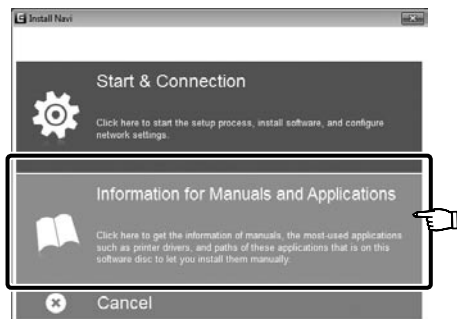 Install Navi
Start & Connection
Click here to start the setup process, install software, and configure
network settings.
Information for Manuals and Applications
Click here to get the information of manuals, the most-used applications
such as printer drivers, and paths of these applications that is on this
software disc to let you install them manually.
Cancel